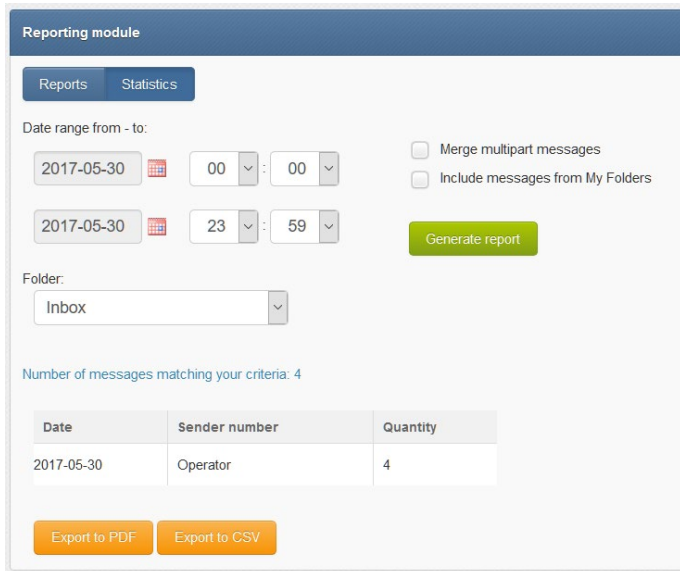 Reporting module
Reports Statistics
Date range from - to:
2017-05-30 00 : 00
Merge multipart messages
Include messages from My Folders
2017-05-30 23 : 59
Generate report
Folder:
Inbox
Number of messages matching your criteria: 4
Date Sender number Quantity
2017-05-30 Operator 4
Export to PDF Export to CSV